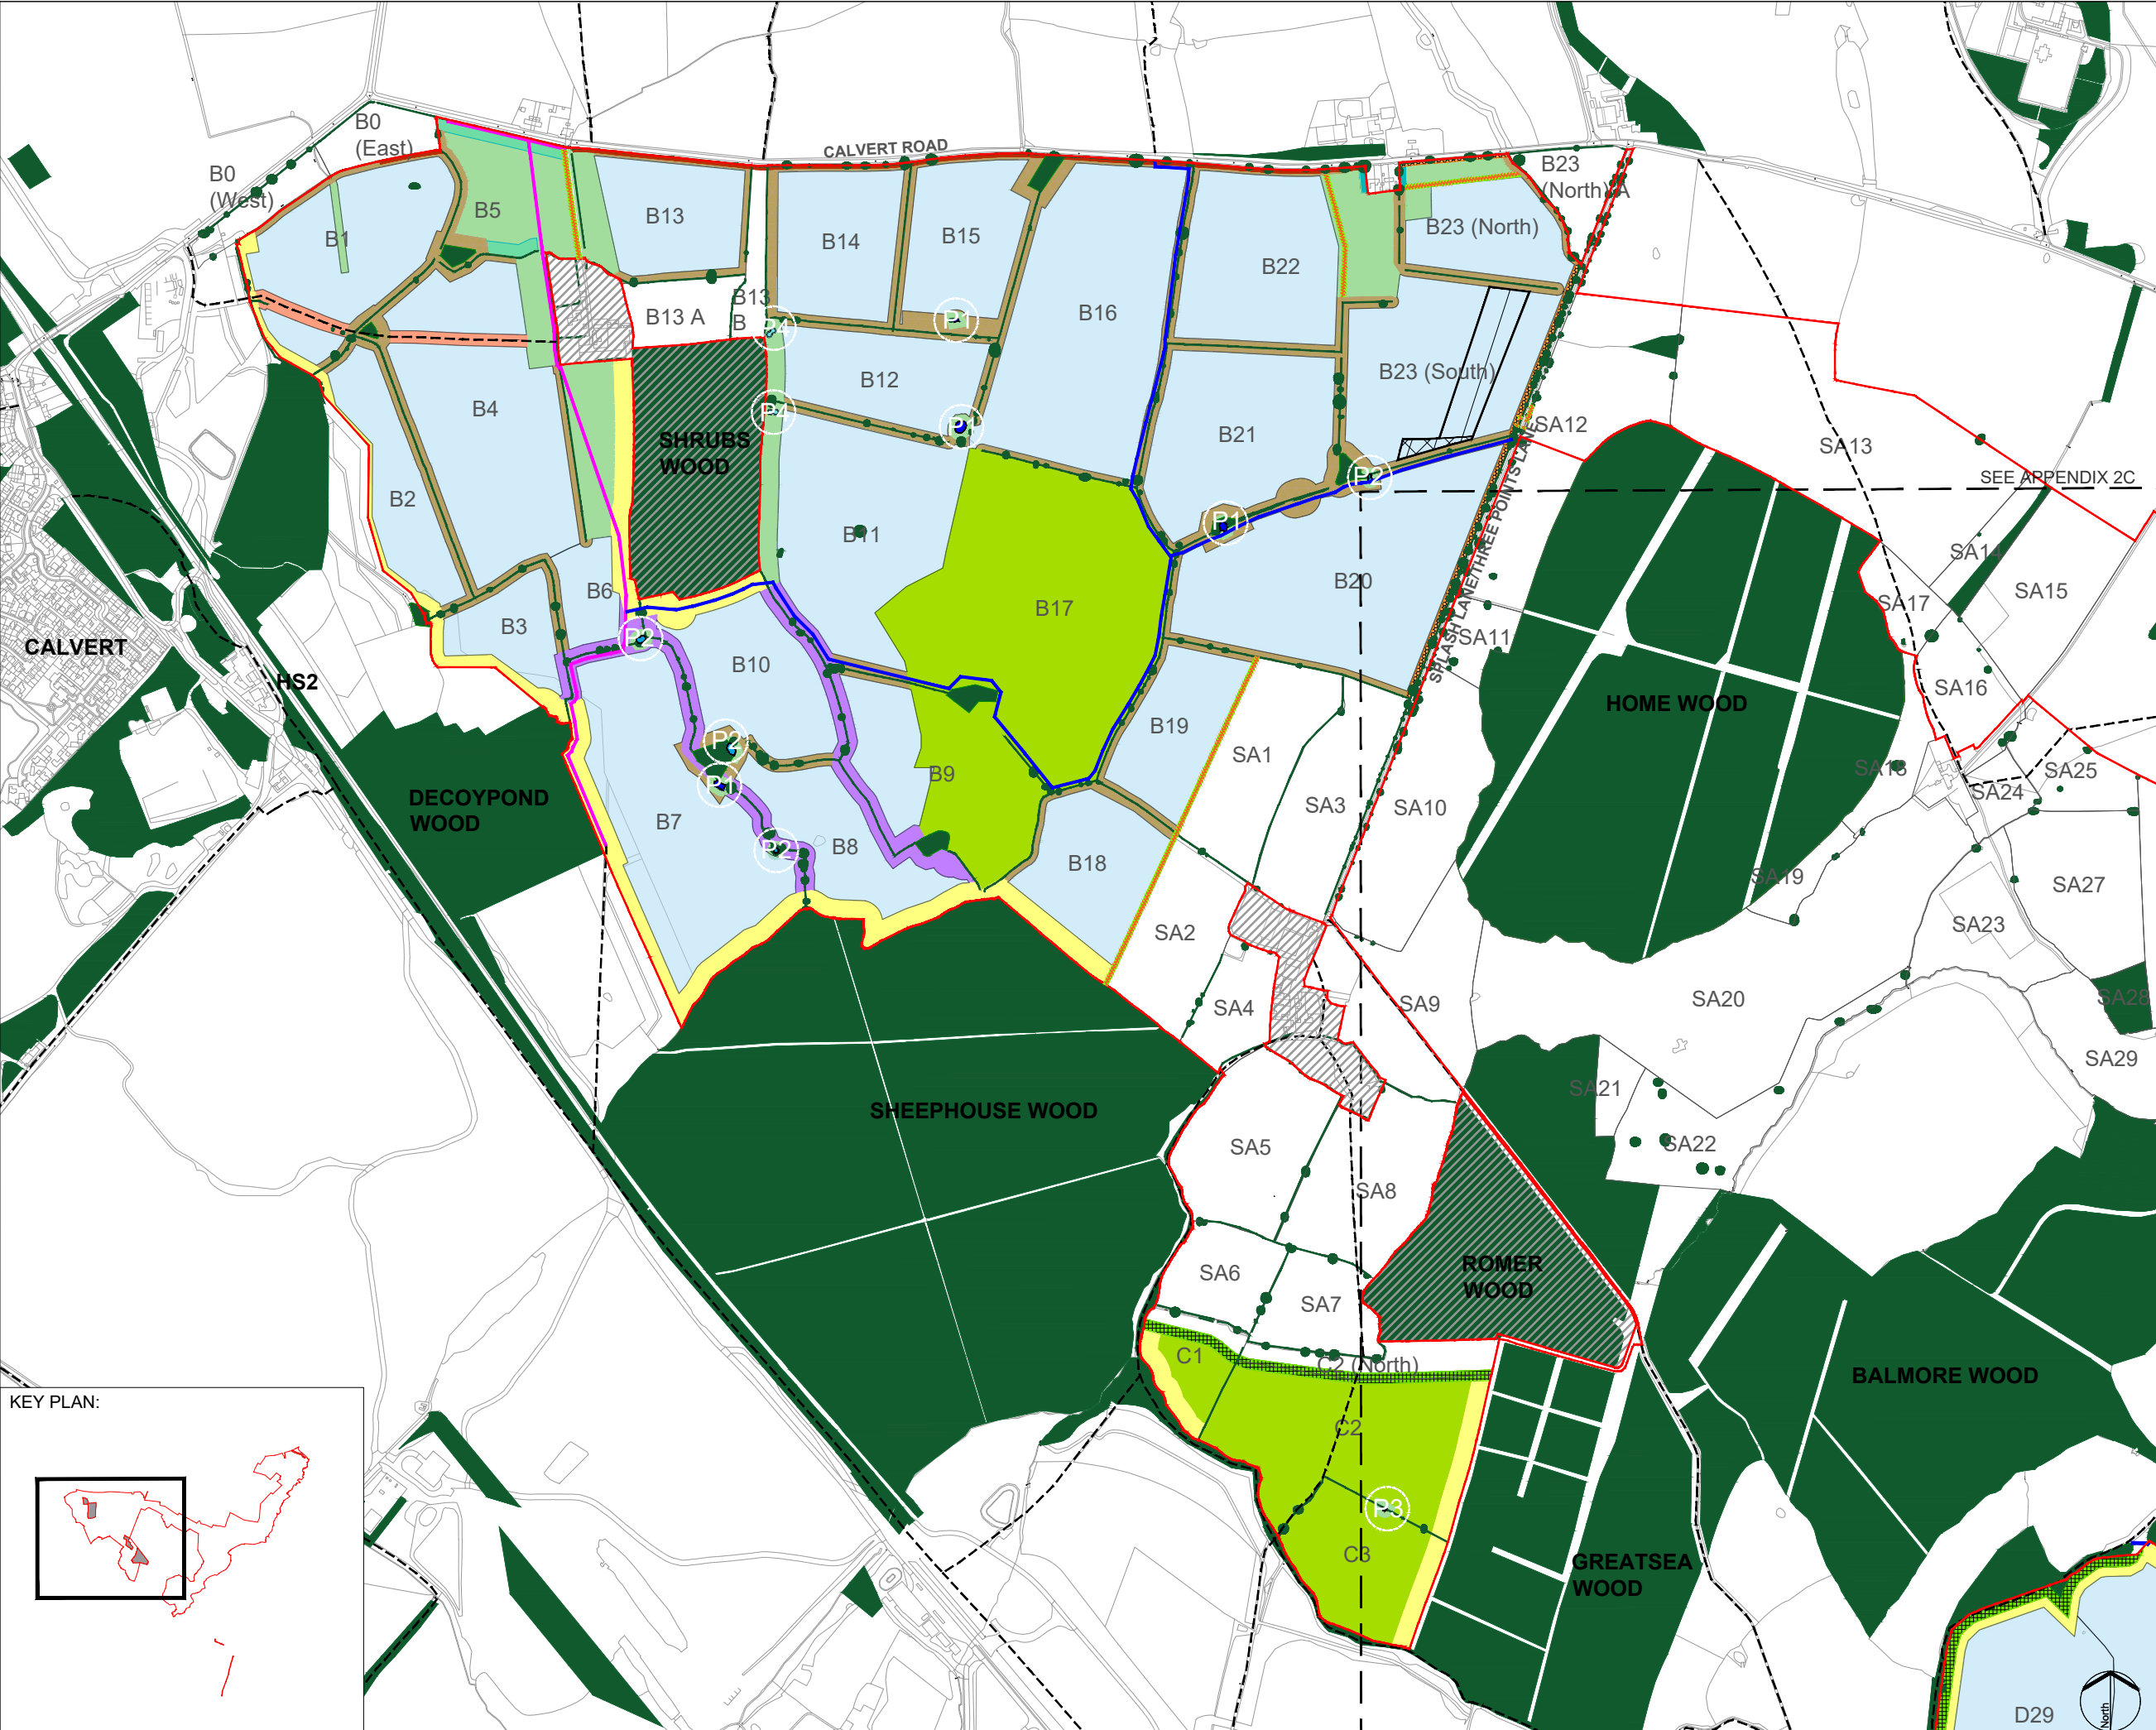 B0
(East)
CALVERT ROAD
B0
(West)
B23
(North) A
B5
B13
B14
B15
B1
B22
B23 (North)
B13 A
B13
B
P4
P1
B16
B12
B23 (South)
B4
P4
P1
B21
SA12
SA13
SHRUBS
WOOD
P2
SEE APPENDIX 2C
B2
B11
P1
SPLASH LANE/THREE POINTS LANE
SA14
B6
B17
B20
SA15
SA17
B3
P2
SA11
CALVERT
B10
HS2
SA16
HOME WOOD
P2
B19
SA1
B9
P1
SA18
SA25
SA24
DECOYPOND
WOOD
SA3
SA10
B7
P2
B8
B18
SA19
SA27
SA2
SA23
SA4
SA9
SA20
SA28
SA29
SHEEPHOUSE WOOD
SA21
SA5
SA22
SA8
SA6
SA7
ROMER
WOOD
C1
C2 (North)
BALMORE WOOD
KEY PLAN:
C2
P3
C3
GREATSEA
WOOD
D29
North